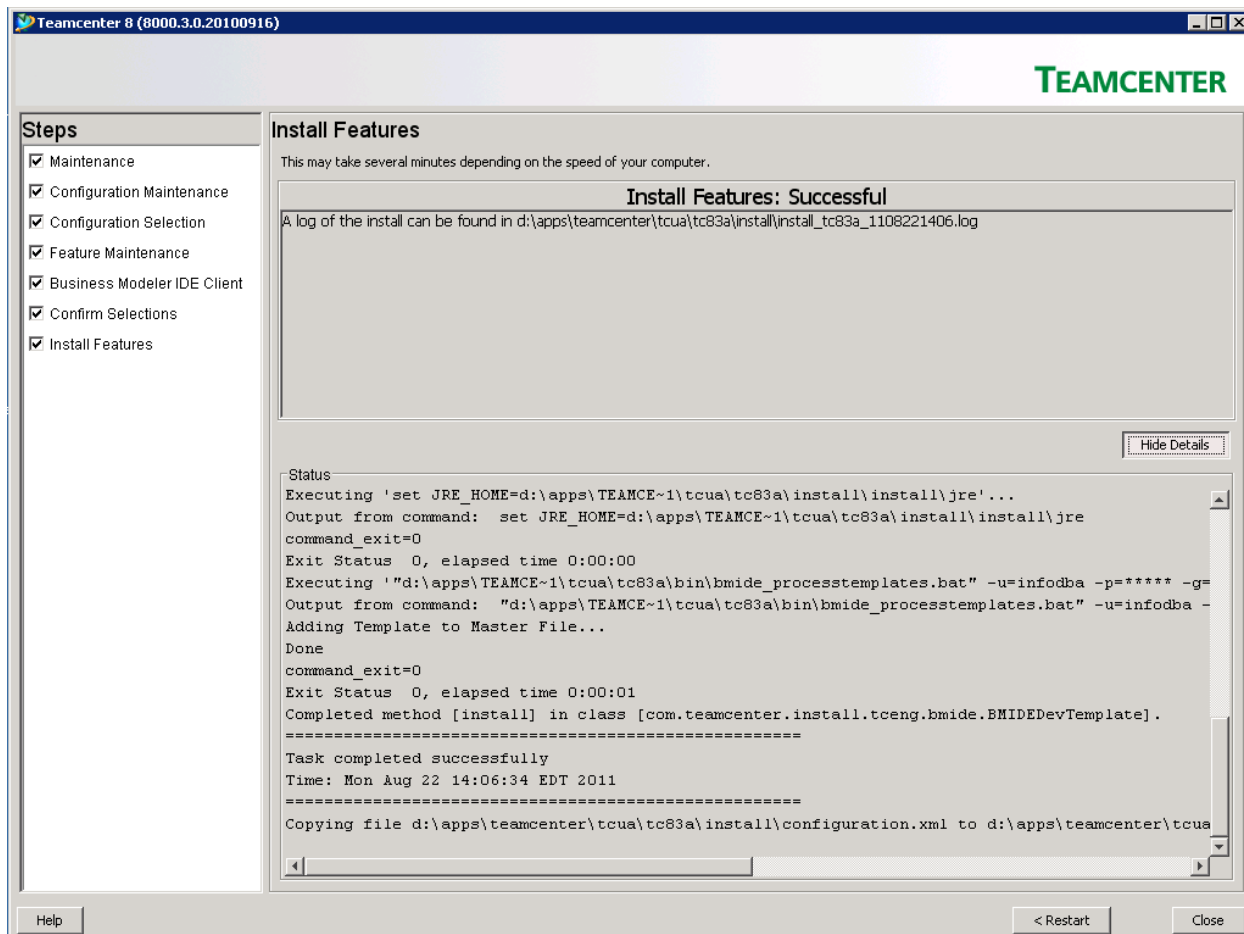 Teamcenter 8 (8000.3.0.20100916)
TEAMCENTER
Steps
Maintenance
Configuration Maintenance
Configuration Selection
Feature Maintenance
Business Modeler IDE Client
Confirm Selections
Install Features
Install Features
This may take several minutes depending on the speed of your computer.
Install Features: Successful
A log of the install can be found in d:\apps\teamcenter\tcua\tc83a\install\install_tc83a_1108221406.log
Hide Details
Status
Executing 'set JRE_HOME=d:\apps\TEAMCE~1\tcua\tc83a\install\install\jre'...
Output from command:  set JRE_HOME=d:\apps\TEAMCE~1\tcua\tc83a\install\install\jre
command_exit=0
Exit Status  0, elapsed time 0:00:00
Executing '"d:\apps\TEAMCE~1\tcua\tc83a\bin\bmide_processtemplates.bat" -u=infodba -p=***** -g=
Output from command:  "d:\apps\TEAMCE~1\tcua\tc83a\bin\bmide_processtemplates.bat" -u=infodba -
Adding Template to Master File...
Done
command_exit=0
Exit Status  0, elapsed time 0:00:01
Completed method [install] in class [com.teamcenter.install.tceng.bmide.BMIDEDevTemplate].
=====================================================
Task completed successfully
Time: Mon Aug 22 14:06:34 EDT 2011
=====================================================
Copying file d:\apps\teamcenter\tcua\tc83a\install\configuration.xml to d:\apps\teamcenter\tcua
Help
< Restart
Close